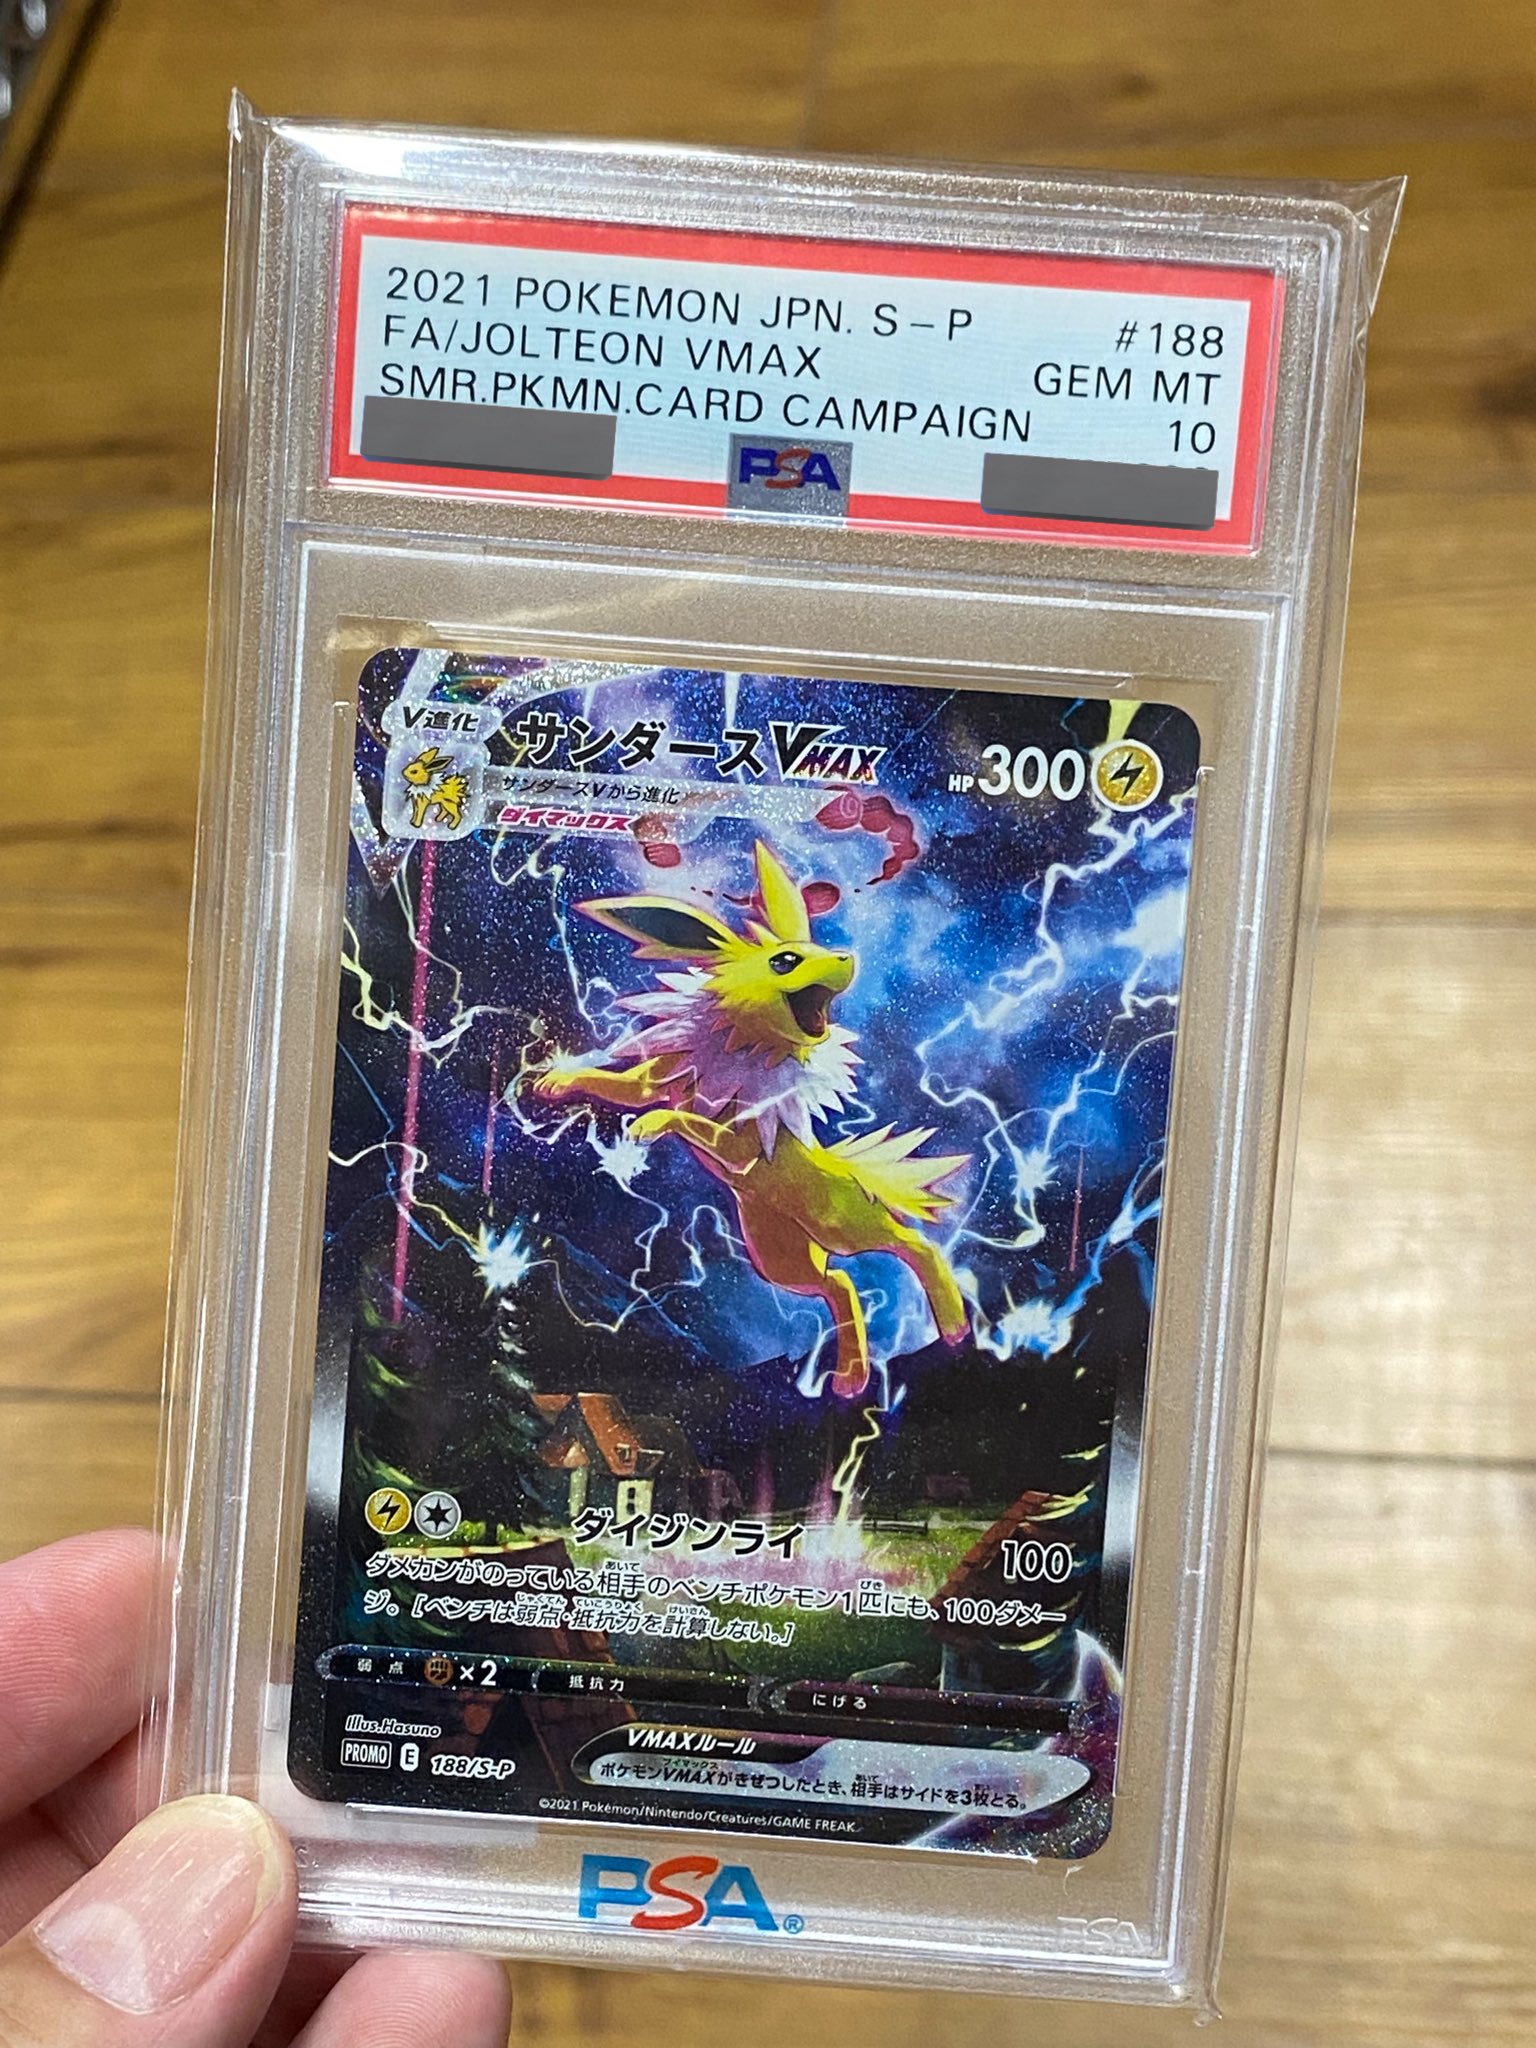 2021 POKEMON JPN. S-P #188
FA/JOLTEON VMAX GEM MT
SMR.PKMN.CARD CAMPAIGN 10
PSA
V進化
サンダースVMAX
HP300
サンダースVから進化
ダイマックス
ダイジンライ 100
ダメカンがのっている相手のベンチポケモン1匹にも、100ダメー
ジ。[ベンチは弱点・抵抗力を計算しない。]
弱点 ×2 抵抗力 にげる
Illus.Hasuno
PROMO E 188/S-P
VMAXルール
ポケモンVMAXがきぜつしたとき、相手はサイドを3枚とる。
©2021 Pokémon/Nintendo/Creatures/GAME FREAK
PSA®
PSA